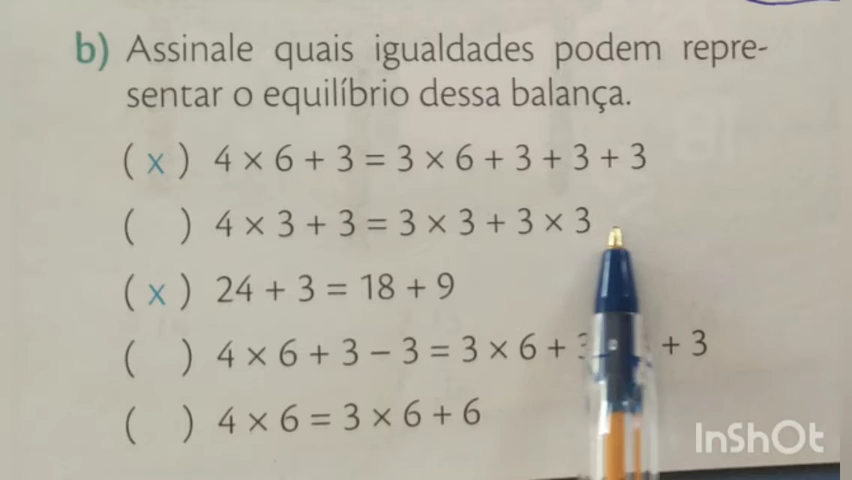 b) Assinale quais igualdades podem repre-
sentar o equilíbrio dessa balança.
( x ) 4 × 6 + 3 = 3 × 6 + 3 + 3 + 3
( ) 4 × 3 + 3 = 3 × 3 + 3 × 3
( x ) 24 + 3 = 18 + 9
( ) 4 × 6 + 3 – 3 = 3 × 6 + + 3
( ) 4 × 6 = 3 × 6 + 6
InShOt